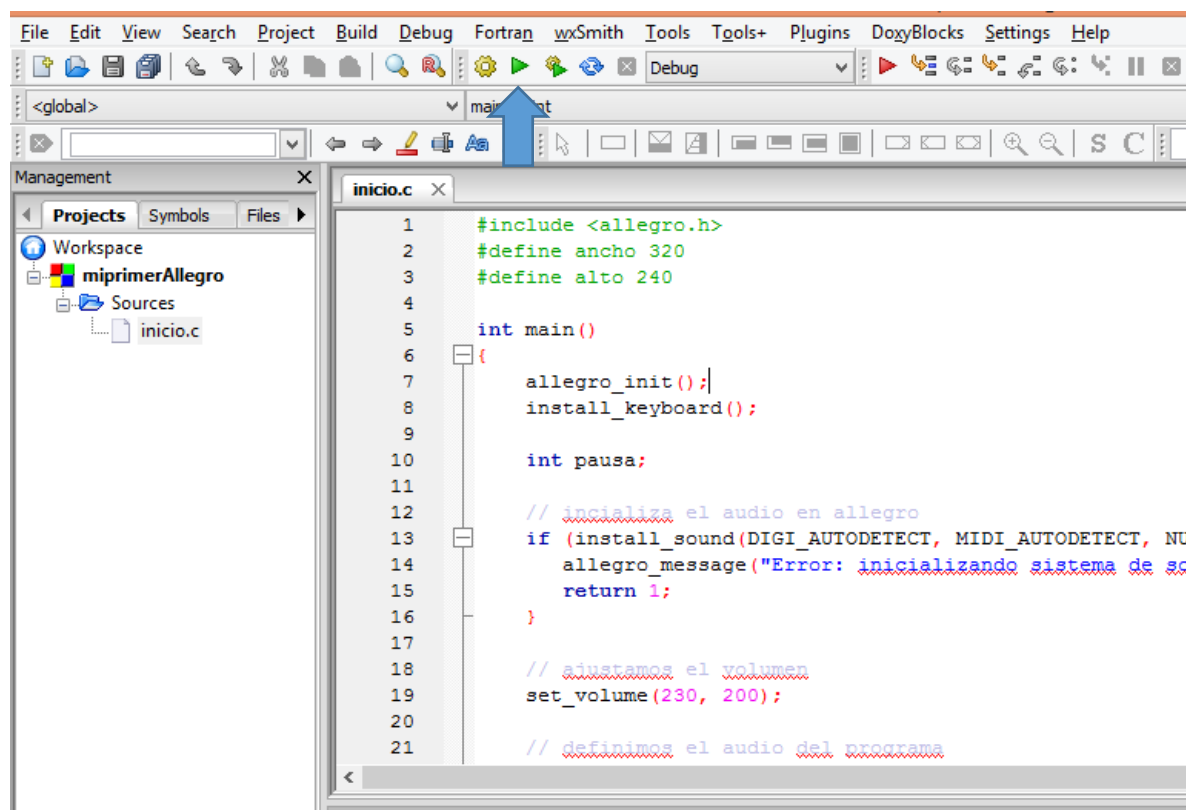 File Edit View Search Project Build Debug Fortran wxSmith Tools Tools+ Plugins DoxyBlocks Settings Help
Debug
<global>
Management
Projects Symbols Files
Workspace
miprimerAllegro
Sources
inicio.c
inicio.c
1 #include <allegro.h>
2 #define ancho 320
3 #define alto 240
4
5 int main()
6 {
7 allegro_init();
8 install_keyboard();
9
10 int pausa;
11
12 // incializa el audio en allegro
13 if (install_sound(DIGI_AUTODETECT, MIDI_AUTODETECT, NU
14 allegro_message("Error: inicializando sistema de so
15 return 1;
16 }
17
18 // ajustamos el volumen
19 set_volume(230, 200);
20
21 // definimos el audio del programa